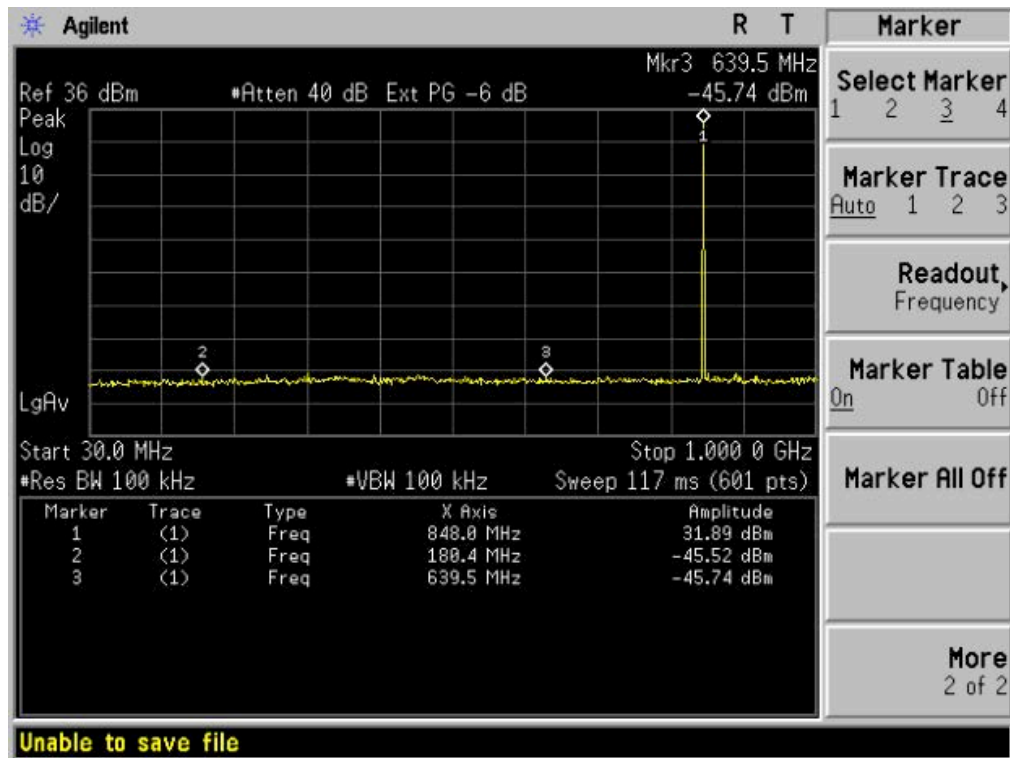 Agilent R T
Mkr3 639.5 MHz
Ref 36 dBm #Atten 40 dB Ext PG -6 dB -45.74 dBm
Peak
Log
10
dB/
1
2
3
LgAv
Start 30.0 MHz Stop 1.000 0 GHz
#Res BW 100 kHz #VBW 100 kHz Sweep 117 ms (601 pts)
Marker Trace Type X Axis Amplitude
1 (1) Freq 848.0 MHz 31.89 dBm
2 (1) Freq 180.4 MHz -45.52 dBm
3 (1) Freq 639.5 MHz -45.74 dBm
Unable to save file
Marker
Select Marker
1 2 3 4
Marker Trace
Auto 1 2 3
Readout
Frequency
Marker Table
On Off
Marker All Off
More
2 of 2